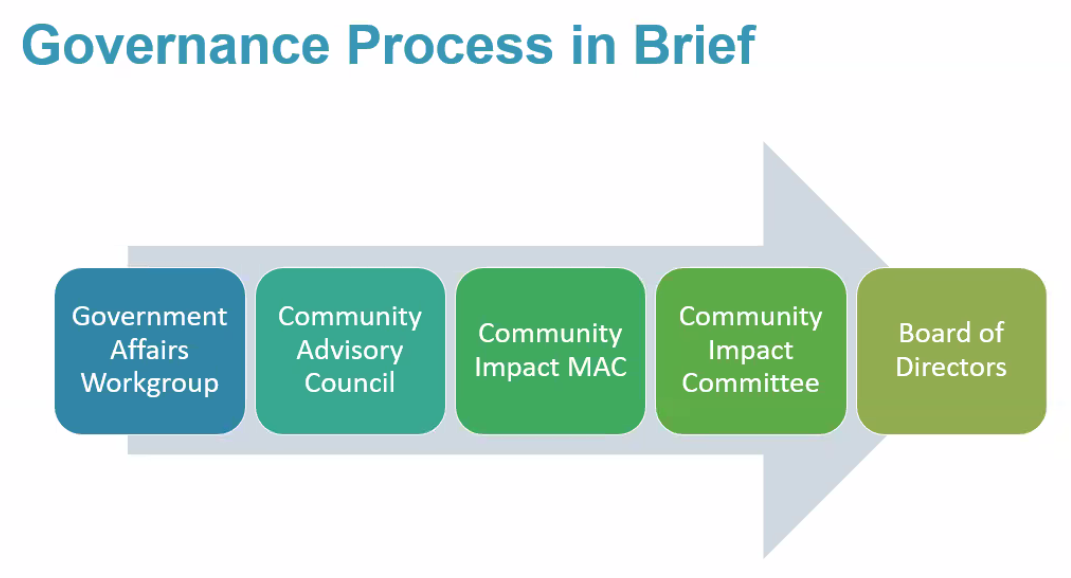 Governance Process in Brief
Government
Affairs
Workgroup
Community
Advisory
Council
Community
Impact MAC
Community
Impact
Committee
Board of
Directors